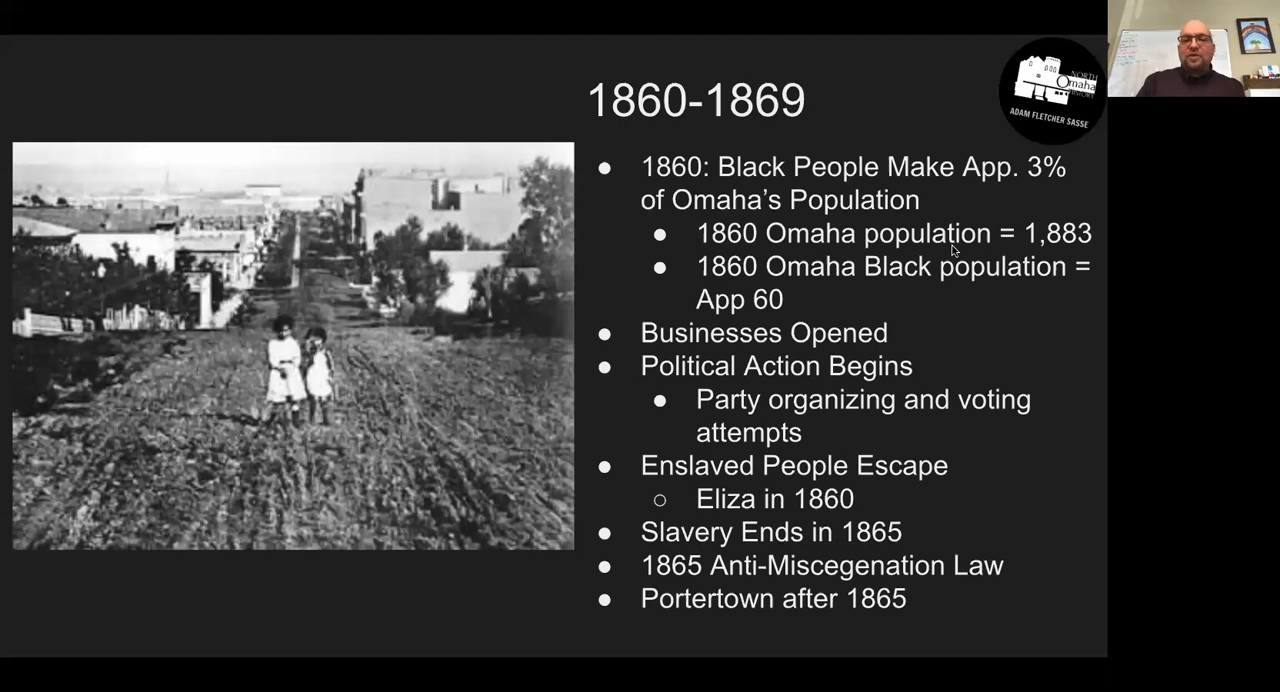 1860-1869
NORTH
Omaha
HISTORY
ADAM FLETCHER SASSE
● 1860: Black People Make App. 3%
of Omaha’s Population
● 1860 Omaha population = 1,883
● 1860 Omaha Black population =
App 60
● Businesses Opened
● Political Action Begins
● Party organizing and voting
attempts
● Enslaved People Escape
○ Eliza in 1860
● Slavery Ends in 1865
● 1865 Anti-Miscegenation Law
● Portertown after 1865